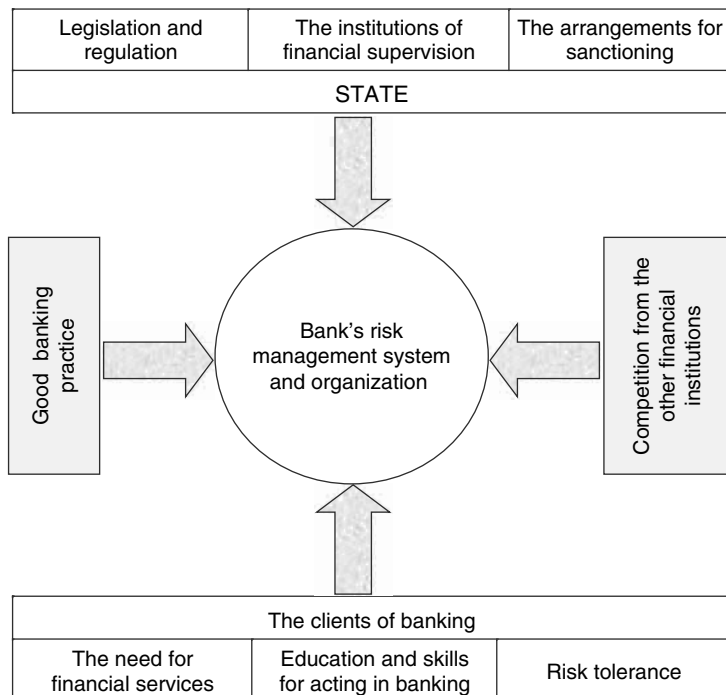 Legislation and
regulation
The institutions of
financial supervision
The arrangements for
sanctioning
STATE
Good banking
practice
Bank's risk
management system
and organization
Competition from the
other financial
institutions
The clients of banking
The need for
financial services
Education and skills
for acting in banking
Risk tolerance